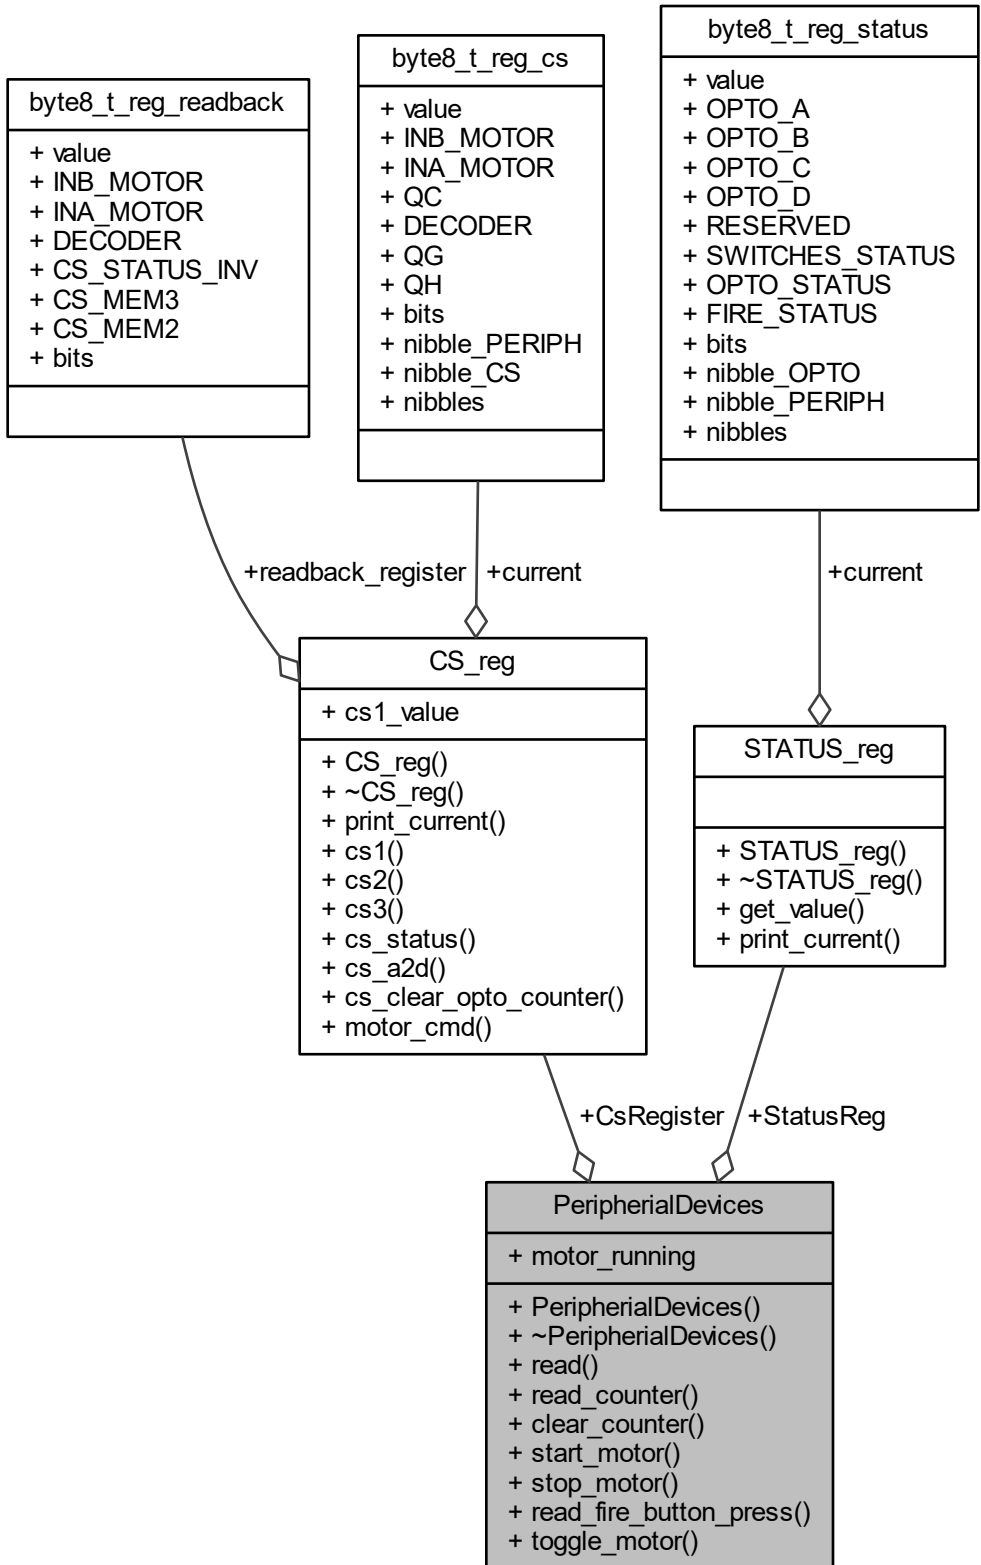 byte8_t_reg_readback
+ value
+ INB_MOTOR
+ INA_MOTOR
+ DECODER
+ CS_STATUS_INV
+ CS_MEM3
+ CS_MEM2
+ bits
byte8_t_reg_cs
+ value
+ INB_MOTOR
+ INA_MOTOR
+ QC
+ DECODER
+ QG
+ QH
+ bits
+ nibble_PERIPH
+ nibble_CS
+ nibbles
byte8_t_reg_status
+ value
+ OPTO_A
+ OPTO_B
+ OPTO_C
+ OPTO_D
+ RESERVED
+ SWITCHES_STATUS
+ OPTO_STATUS
+ FIRE_STATUS
+ bits
+ nibble_OPTO
+ nibble_PERIPH
+ nibbles
+readback_register
+current
+current
CS_reg
+ cs1_value
+ CS_reg()
+ ~CS_reg()
+ print_current()
+ cs1()
+ cs2()
+ cs3()
+ cs_status()
+ cs_a2d()
+ cs_clear_opto_counter()
+ motor_cmd()
STATUS_reg
+ STATUS_reg()
+ ~STATUS_reg()
+ get_value()
+ print_current()
+CsRegister
+StatusReg
PeripherialDevices
+ motor_running
+ PeripherialDevices()
+ ~PeripherialDevices()
+ read()
+ read_counter()
+ clear_counter()
+ start_motor()
+ stop_motor()
+ read_fire_button_press()
+ toggle_motor()